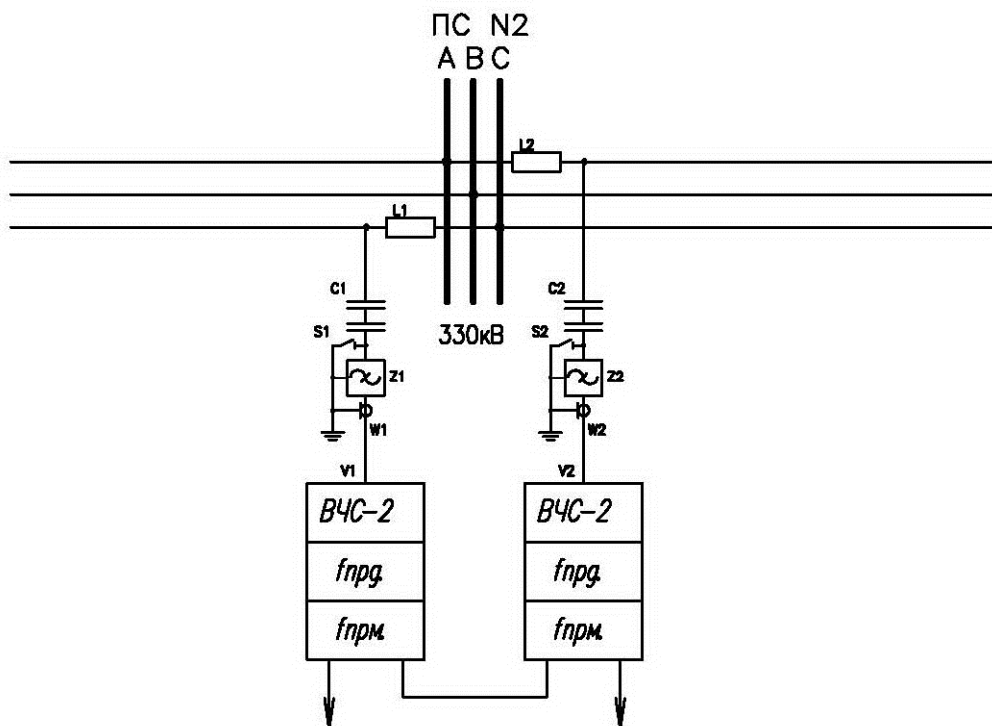 ПС N2
A B C
L2
L1
C1
C2
330кВ
S1
S2
Z1
Z2
W1
W2
V1
V2
ВЧС-2
ВЧС-2
fпрд.
fпрд.
fпрм.
fпрм.